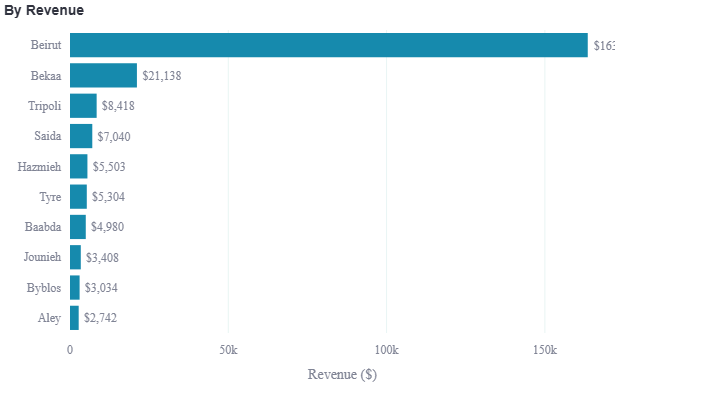 By Revenue
Beirut
Bekaa $21,138
Tripoli $8,418
Saida $7,040
Hazmieh $5,503
Tyre $5,304
Baabda $4,980
Jounieh $3,408
Byblos $3,034
Aley $2,742
0 50k 100k 150k
Revenue ($)